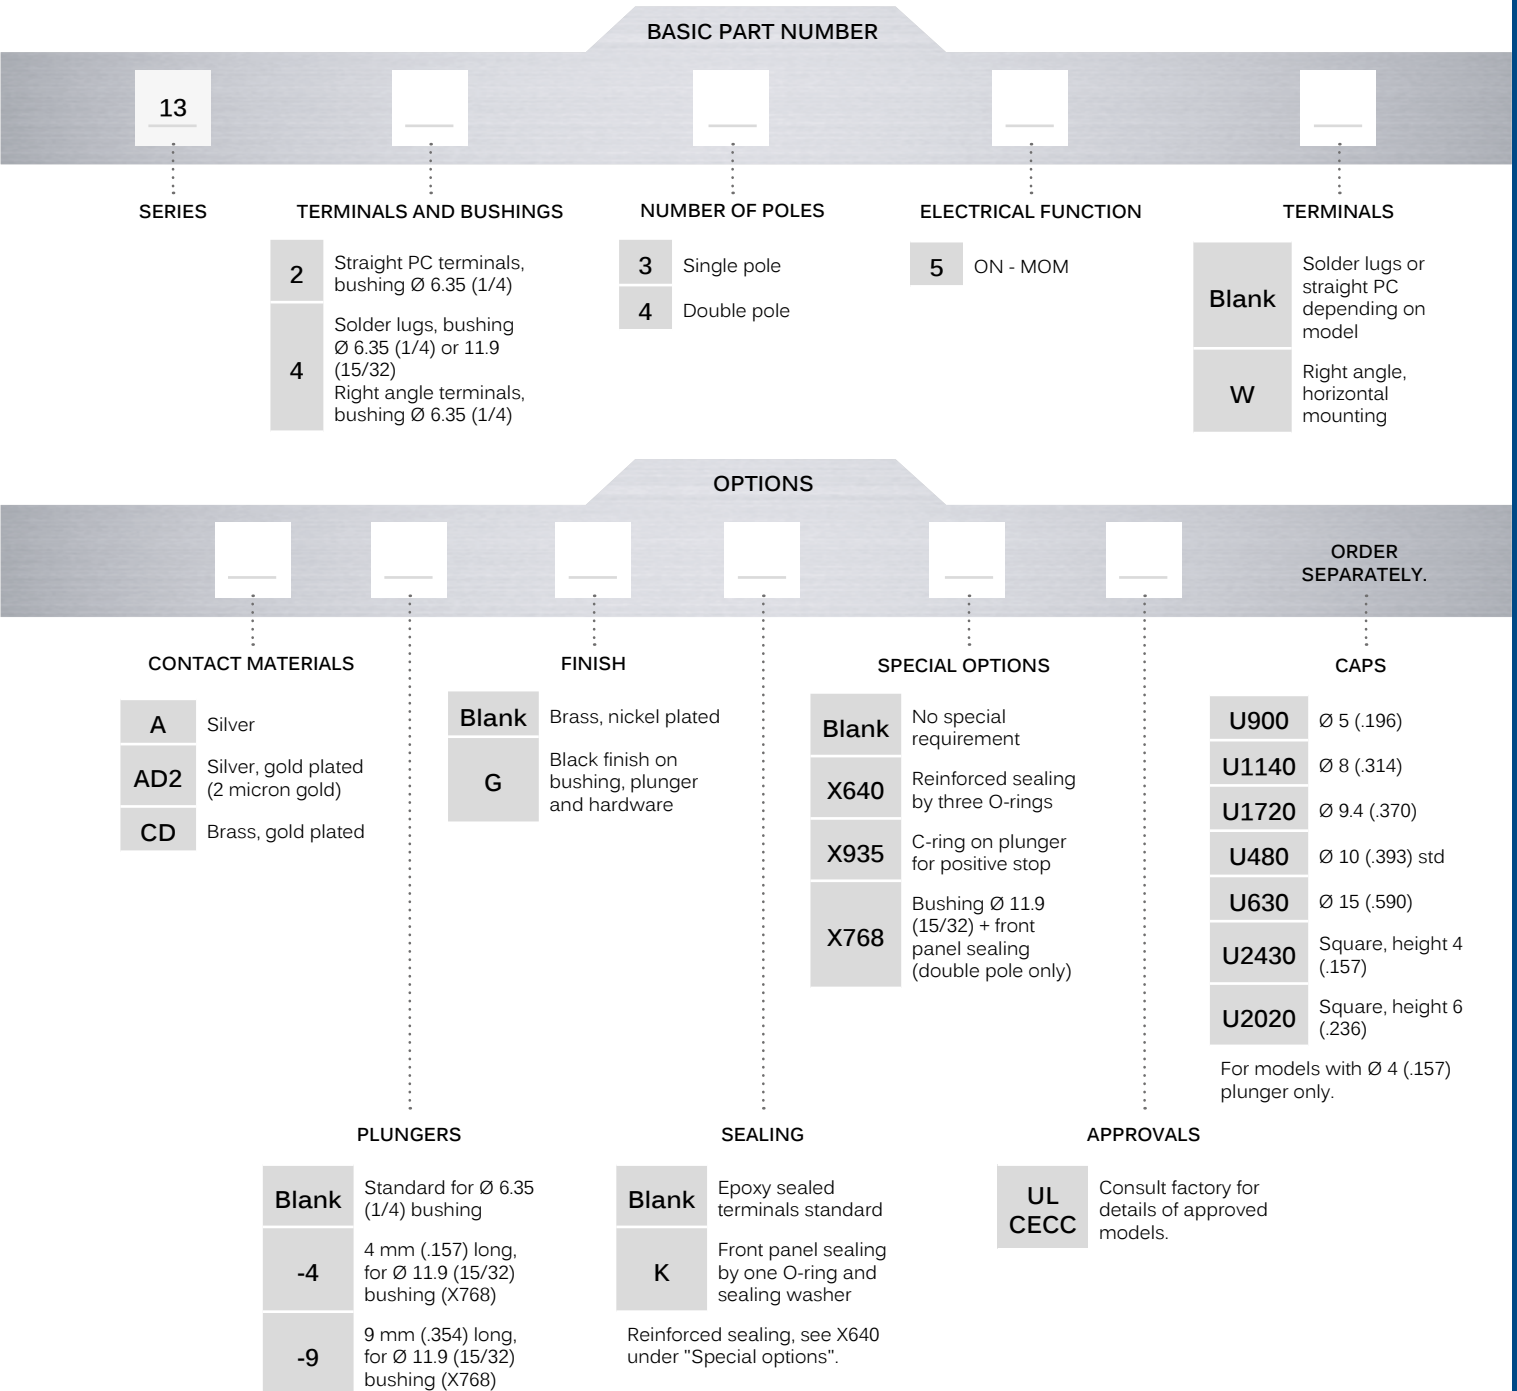 BASIC PART NUMBER
13
SERIES
TERMINALS AND BUSHINGS
2
Straight PC terminals,
bushing Ø 6.35 (1/4)
4
Solder lugs, bushing
Ø 6.35 (1/4) or 11.9
(15/32)
Right angle terminals,
bushing Ø 6.35 (1/4)
NUMBER OF POLES
3
Single pole
4
Double pole
ELECTRICAL FUNCTION
5
ON - MOM
TERMINALS
Blank
Solder lugs or
straight PC
depending on
model
W
Right angle,
horizontal
mounting
OPTIONS
ORDER
SEPARATELY.
CONTACT MATERIALS
A
Silver
AD2
Silver, gold plated
(2 micron gold)
CD
Brass, gold plated
FINISH
Blank
Brass, nickel plated
G
Black finish on
bushing, plunger
and hardware
SPECIAL OPTIONS
Blank
No special
requirement
X640
Reinforced sealing
by three O-rings
X935
C-ring on plunger
for positive stop
X768
Bushing Ø 11.9
(15/32) + front
panel sealing
(double pole only)
CAPS
U900
Ø 5 (.196)
U1140
Ø 8 (.314)
U1720
Ø 9.4 (.370)
U480
Ø 10 (.393) std
U630
Ø 15 (.590)
U2430
Square, height 4
(.157)
U2020
Square, height 6
(.236)
For models with Ø 4 (.157)
plunger only.
PLUNGERS
Blank
Standard for Ø 6.35
(1/4) bushing
-4
4 mm (.157) long,
for Ø 11.9 (15/32)
bushing (X768)
-9
9 mm (.354) long,
for Ø 11.9 (15/32)
bushing (X768)
SEALING
Blank
Epoxy sealed
terminals standard
K
Front panel sealing
by one O-ring and
sealing washer
Reinforced sealing, see X640
under "Special options".
APPROVALS
UL
CECC
Consult factory for
details of approved
models.